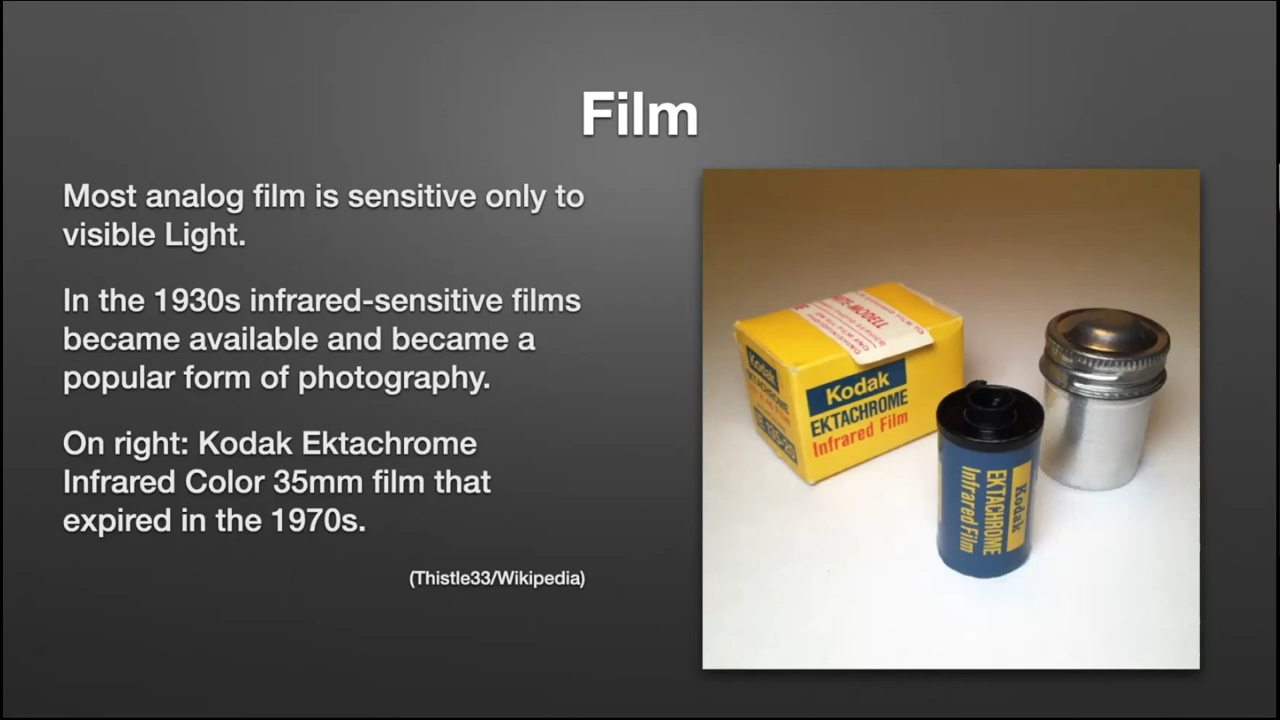 Film
Most analog film is sensitive only to
visible Light.
In the 1930s infrared-sensitive films
became available and became a
popular form of photography.
On right: Kodak Ektachrome
Infrared Color 35mm film that
expired in the 1970s.
(Thistle33/Wikipedia)
Kodak
EKTACHROME
Infrared Film
Kodak
EKTACHROME
Kodak
EKTACHROME
Infrared Film